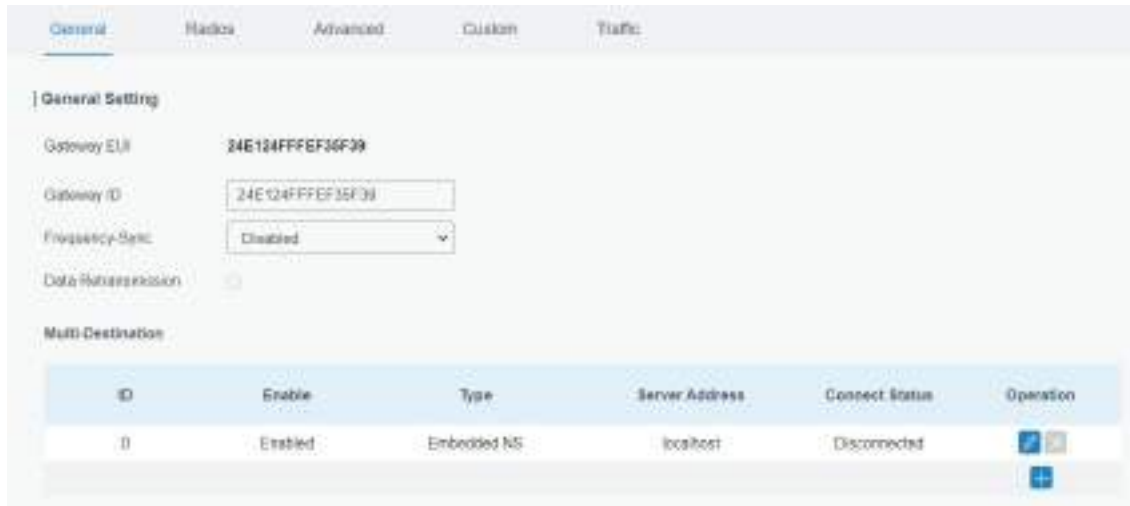 General Radios Advanced Custom Traffic
General Setting
Gateway EUI 24E124FFFEF35F39
Gateway ID 24E124FFFEF35F39
Frequency-Sync Disabled
Data Retransmission
Multi-Destination
ID Enable Type Server Address Connect Status Operation
0 Enabled Embedded NS localhost Disconnected